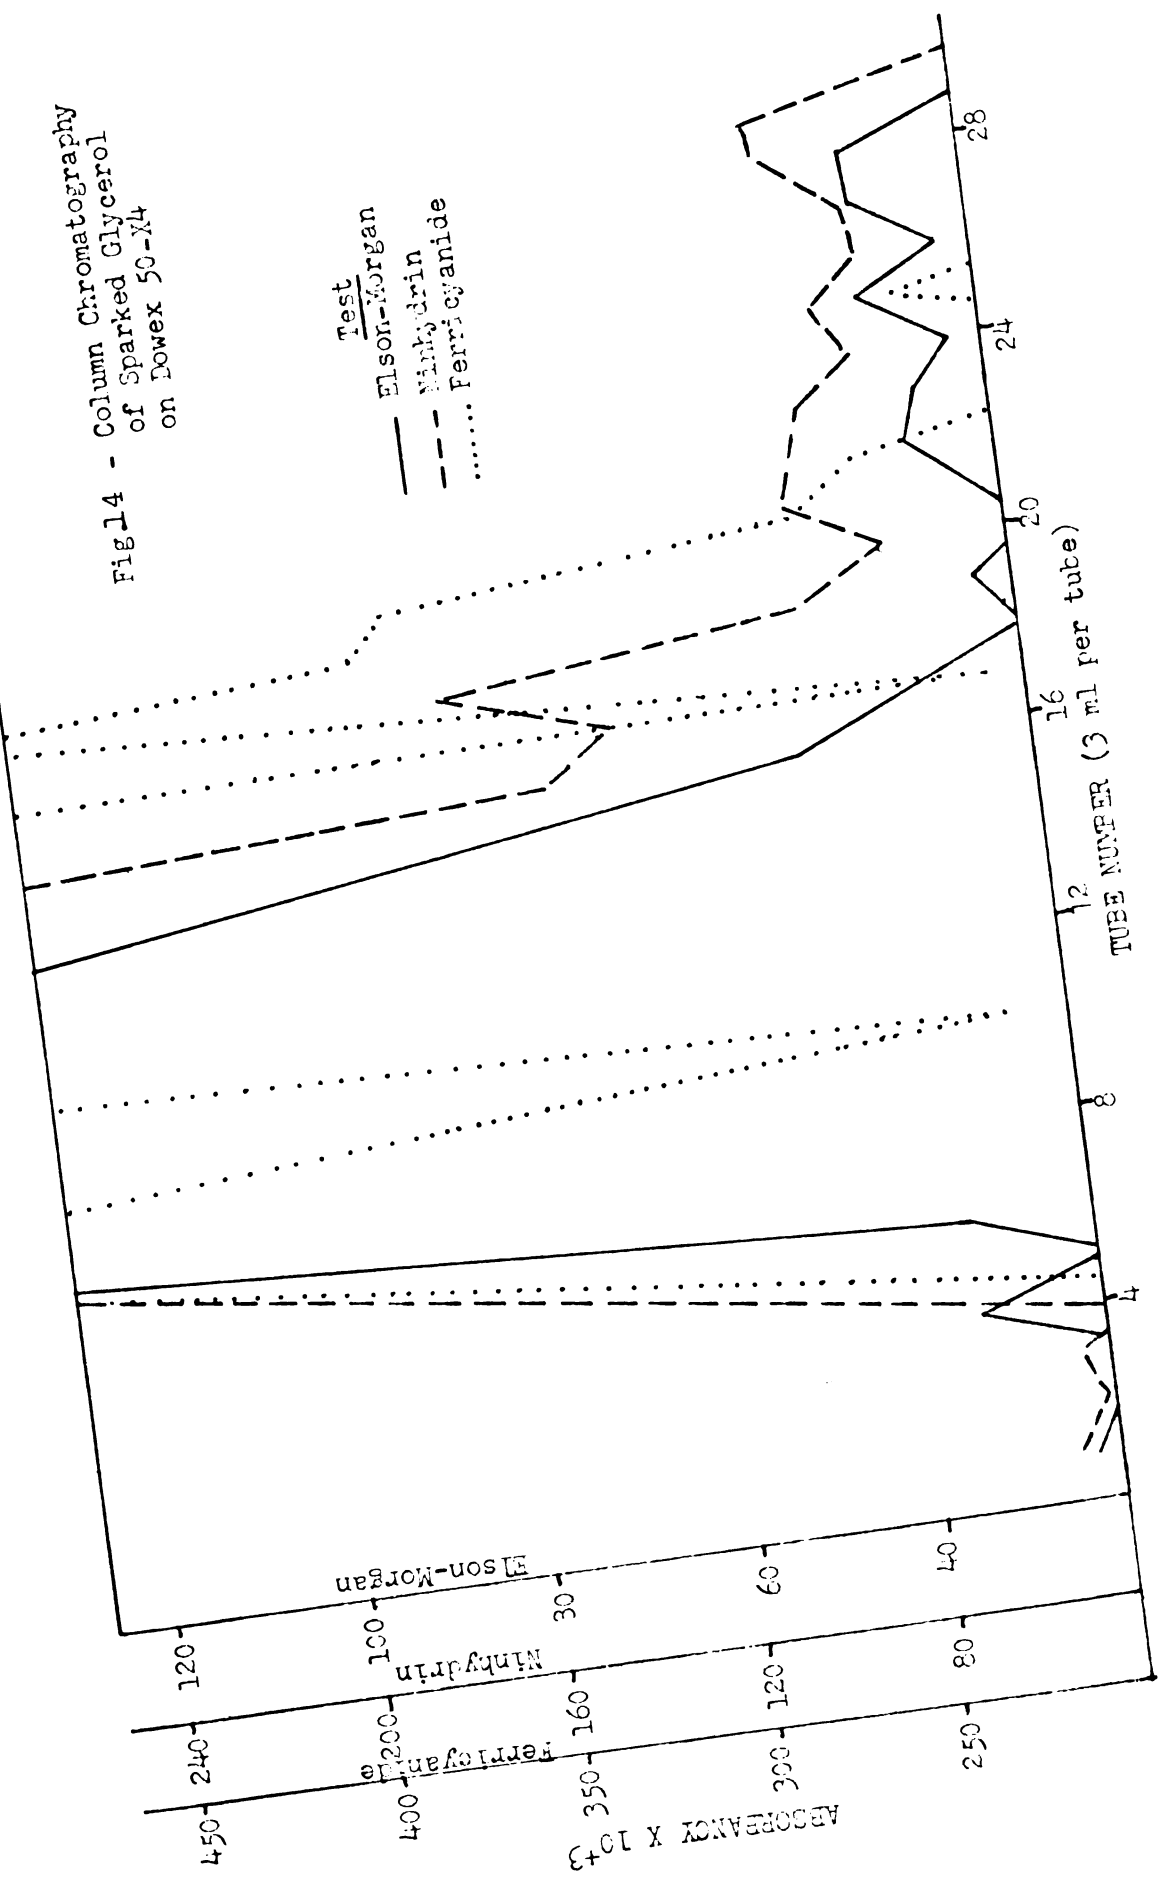 Fig.14 - Column Chromatography
of Sparked Glycerol
on Dowex 50-X4
Test
Elson-Morgan
Ninhydrin
Ferricyanide
Elson-Morgan
120
100
30
60
40
Ninhydrin
240
200
160
120
80
Ferricyanide
450
400
350
300
250
ABSORBANCY X 10+3
4
8
12
16
20
24
28
TUBE NUMBER (3 ml per tube)